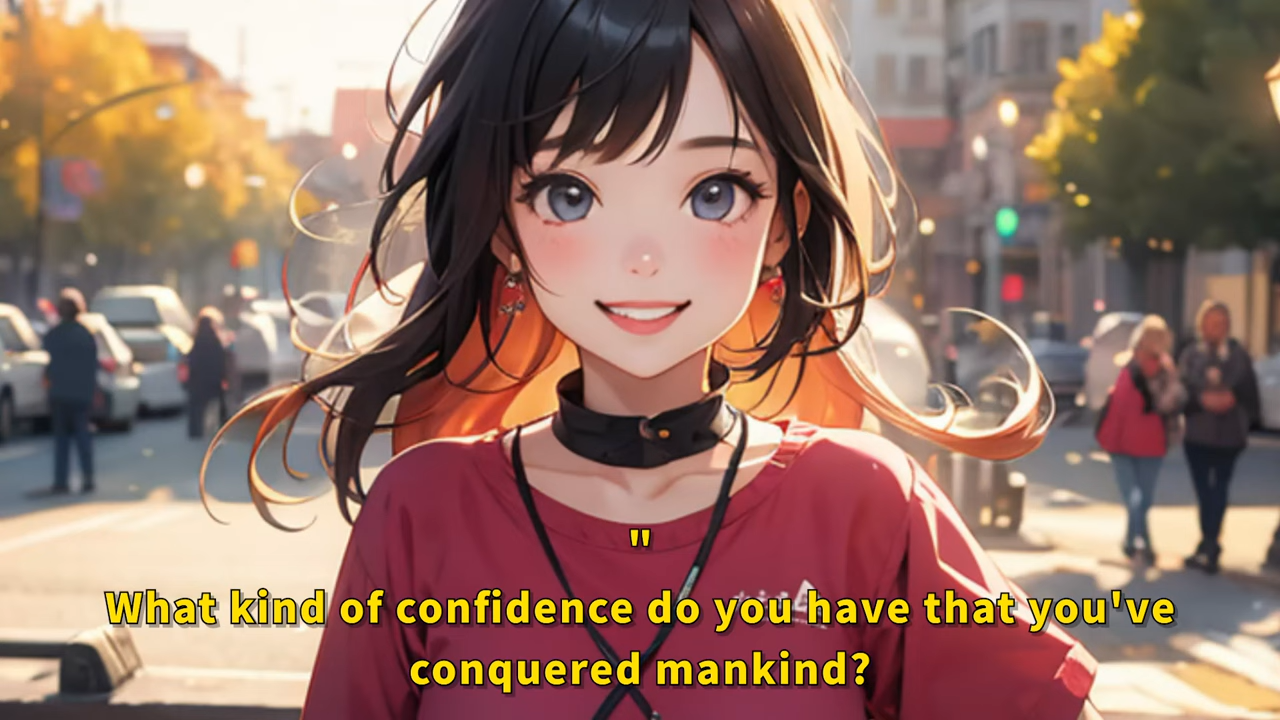 "
What kind of confidence do you have that you've
conquered mankind?